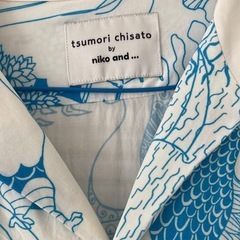 tsumori chisato
by
niko and ...